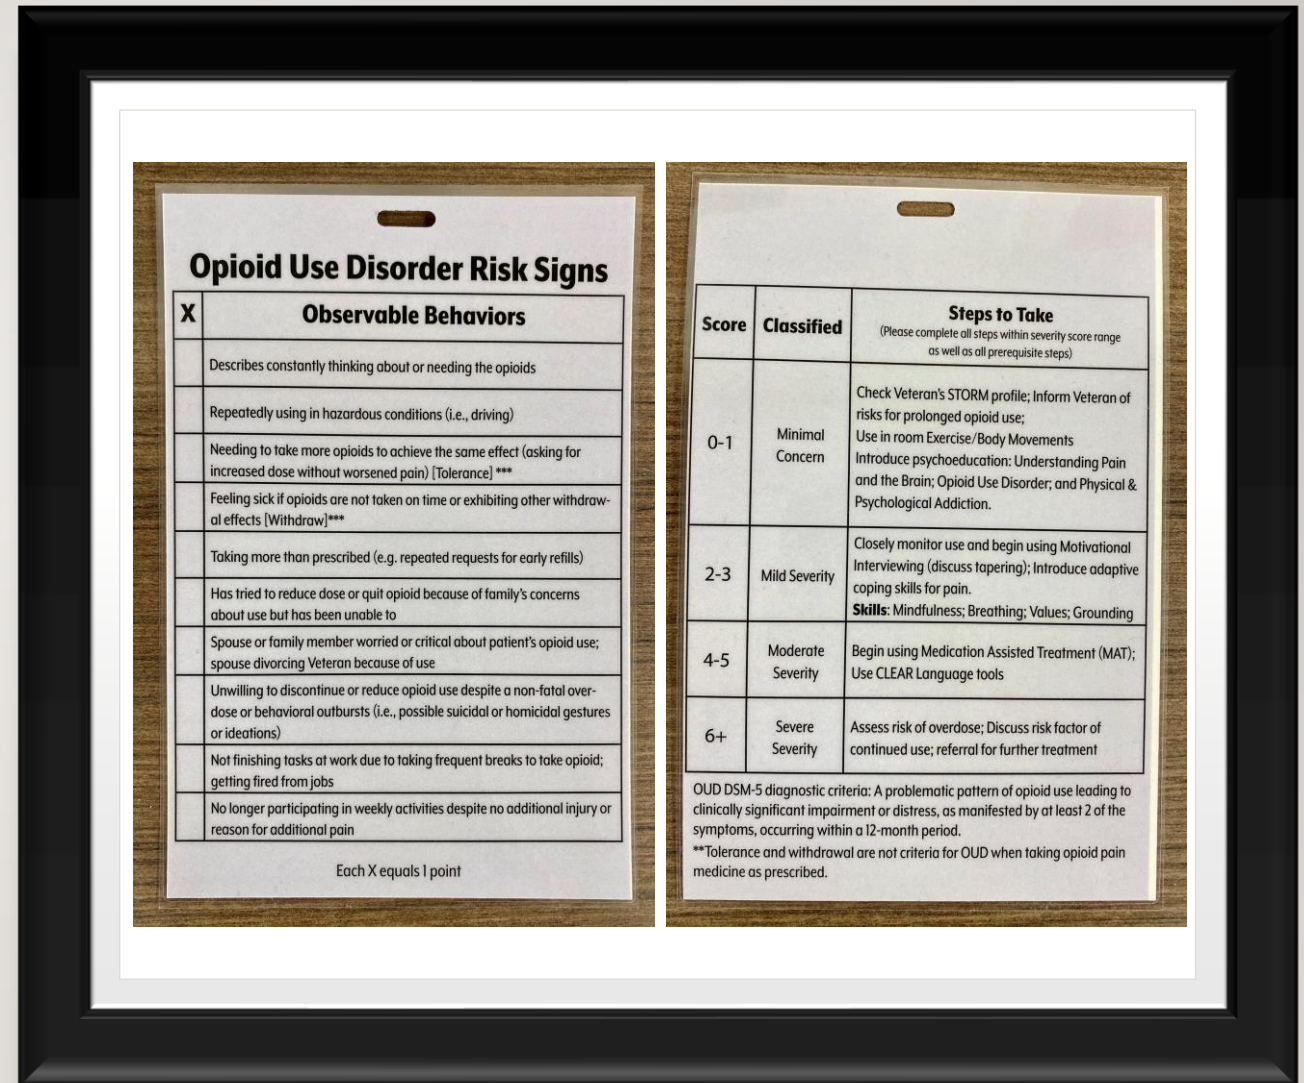 Opioid Use Disorder Risk Signs
X Observable Behaviors
Describes constantly thinking about or needing the opioids
Repeatedly using in hazardous conditions (i.e., driving)
Needing to take more opioids to achieve the same effect (asking for
increased dose without worsened pain) [Tolerance] ***
Feeling sick if opioids are not taken on time or exhibiting other withdraw-
al effects [Withdraw]***
Taking more than prescribed (e.g. repeated requests for early refills)
Has tried to reduce dose or quit opioid because of family's concerns
about use but has been unable to
Spouse or family member worried or critical about patient's opioid use;
spouse divorcing Veteran because of use
Unwilling to discontinue or reduce opioid use despite a non-fatal over-
dose or behavioral outbursts (i.e., possible suicidal or homicidal gestures
or ideations)
Not finishing tasks at work due to taking frequent breaks to take opioid;
getting fired from jobs
No longer participating in weekly activities despite no additional injury or
reason for additional pain
Each X equals 1 point
Score Classified Steps to Take
(Please complete all steps within severity score range
as well as all prerequisite steps)
0-1
Minimal
Concern
Check Veteran's STORM profile; Inform Veteran of
risks for prolonged opioid use;
Use in room Exercise/Body Movements
Introduce psychoeducation: Understanding Pain
and the Brain; Opioid Use Disorder; and Physical &
Psychological Addiction.
2-3
Mild Severity
Closely monitor use and begin using Motivational
Interviewing (discuss tapering); Introduce adaptive
coping skills for pain.
Skills: Mindfulness; Breathing; Values; Grounding
4-5
Moderate
Severity
Begin using Medication Assisted Treatment (MAT);
Use CLEAR Language tools
6+
Severe
Severity
Assess risk of overdose; Discuss risk factor of
continued use; referral for further treatment
OUD DSM-5 diagnostic criteria: A problematic pattern of opioid use leading to
clinically significant impairment or distress, as manifested by at least 2 of the
symptoms, occurring within a 12-month period.
**Tolerance and withdrawal are not criteria for OUD when taking opioid pain
medicine as prescribed.